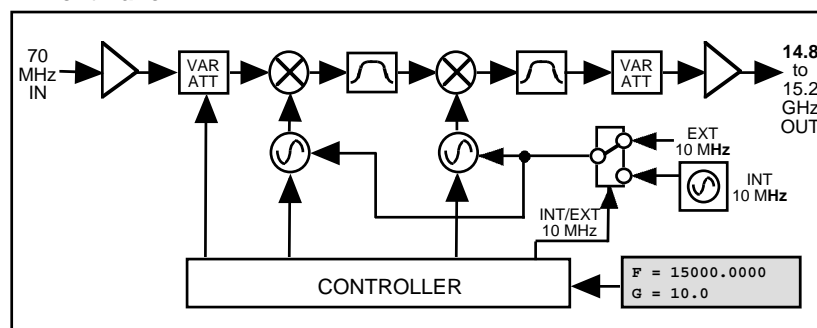 70
MHz
IN
VAR
ATT
VAR
ATT
14.8
to
15.2
GHz
OUT
EXT
10 MHz
INT
10 MHz
INT/EXT
10 MHz
CONTROLLER
F = 15000.0000
G = 10.0